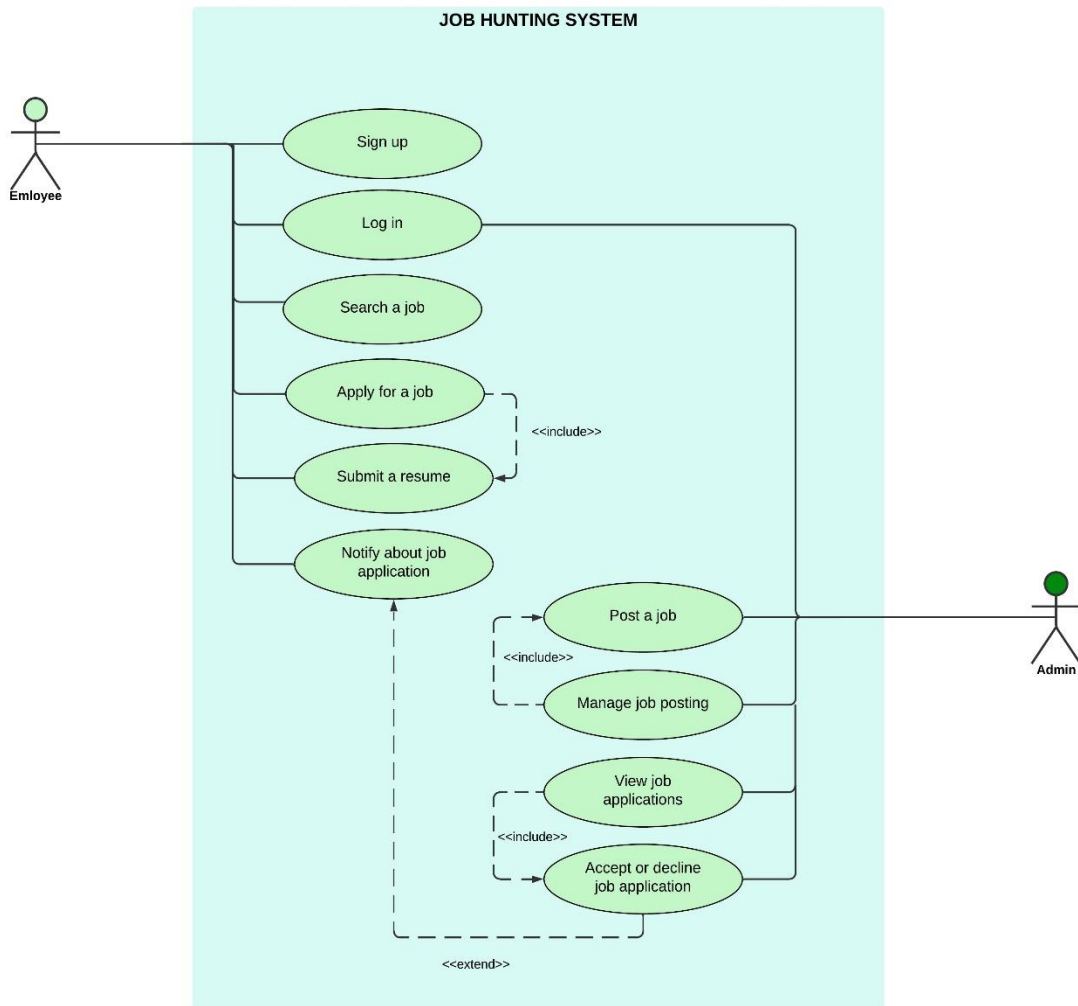 JOB HUNTING SYSTEM
Sign up
Emloyee
Log in
Search a job
Apply for a job
<<include>>
Submit a resume
Notify about job
application
Post a job
<<include>>
Admin
Manage job posting
View job
applications
<<include>>
Accept or decline
job application
<<extend>>